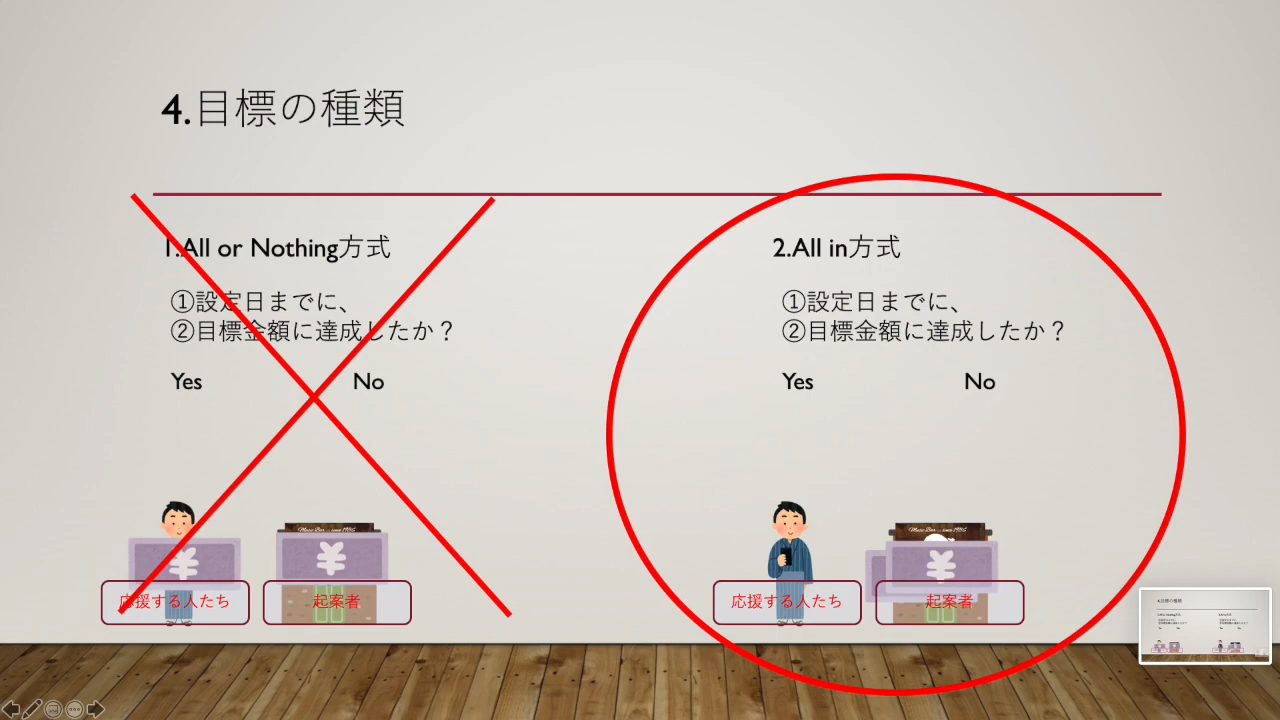 4.目標の種類
1.All or Nothing方式
①設定日までに、
②目標金額に達成したか？
Yes No
¥ ¥
Music Bar -- since 1986
応援する人たち 起案者
2.All in方式
①設定日までに、
②目標金額に達成したか？
Yes No
¥
応援する人たち 起案者